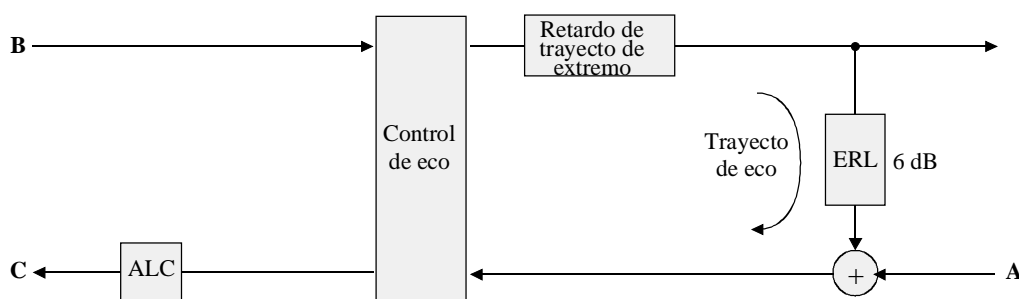 B
Retardo de
trayecto de
extremo
Control
de eco
Trayecto
de eco
ERL
6 dB
C
ALC
+
A